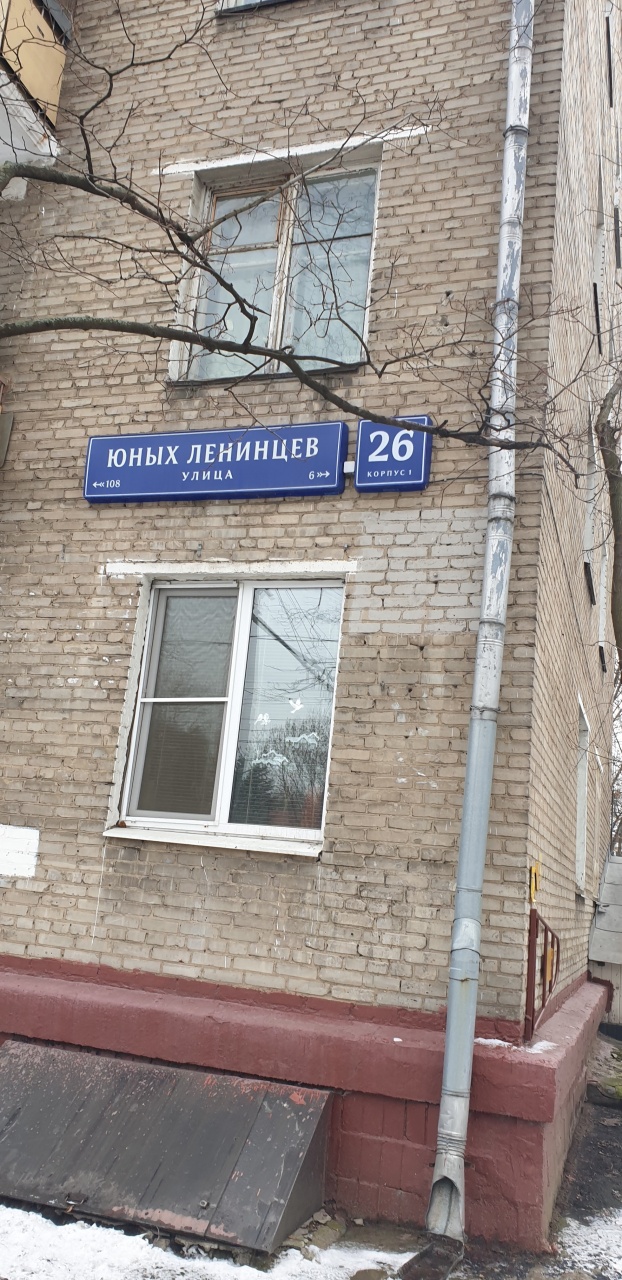 ЮНЫХ ЛЕНИНЦЕВ
УЛИЦА
←«108
6»→
26
КОРПУС 1